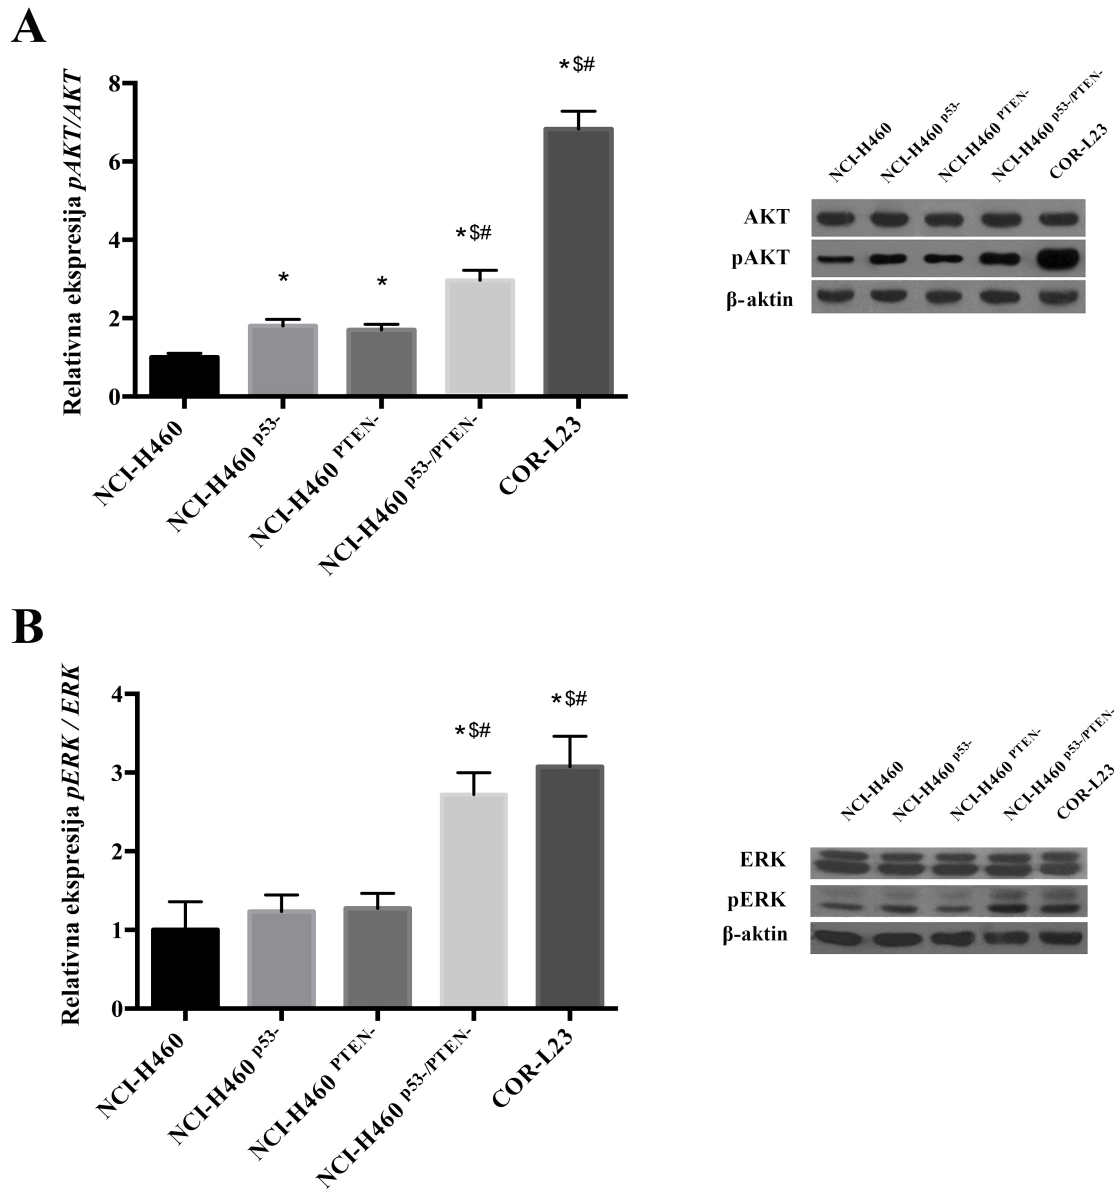 A
Relativna ekspresija pAKT/AKT
8
6
4
2
0
*
*
*$#
*$#
NCI-H460
NCI-H460 p53-
NCI-H460 PTEN-
NCI-H460 p53-/PTEN-
COR-L23
NCI-H460
NCI-H460 p53-
NCI-H460 PTEN-
NCI-H460 p53-/PTEN-
COR-L23
AKT
pAKT
β-aktin
B
Relativna ekspresija pERK / ERK
4
3
2
1
0
*$#
*$#
NCI-H460
NCI-H460 p53-
NCI-H460 PTEN-
NCI-H460 p53-/PTEN-
COR-L23
NCI-H460
NCI-H460 p53-
NCI-H460 PTEN-
NCI-H460 p53-/PTEN-
COR-L23
ERK
pERK
β-aktin